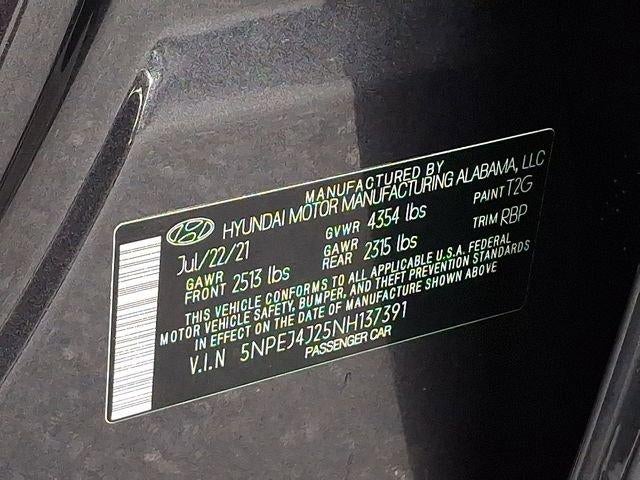 MANUFACTURED BY
HYUNDAI MOTOR MANUFACTURING ALABAMA, LLC
Jul/22/21 GVWR 4354 lbs PAINT T2G
GAWR FRONT 2513 lbs GAWR REAR 2315 lbs TRIM RBP
THIS VEHICLE CONFORMS TO ALL APPLICABLE U.S.A. FEDERAL
MOTOR VEHICLE SAFETY, BUMPER, AND THEFT PREVENTION STANDARDS
IN EFFECT ON THE DATE OF MANUFACTURE SHOWN ABOVE
V.I.N 5NPEJ4J25NH137391
PASSENGER CAR